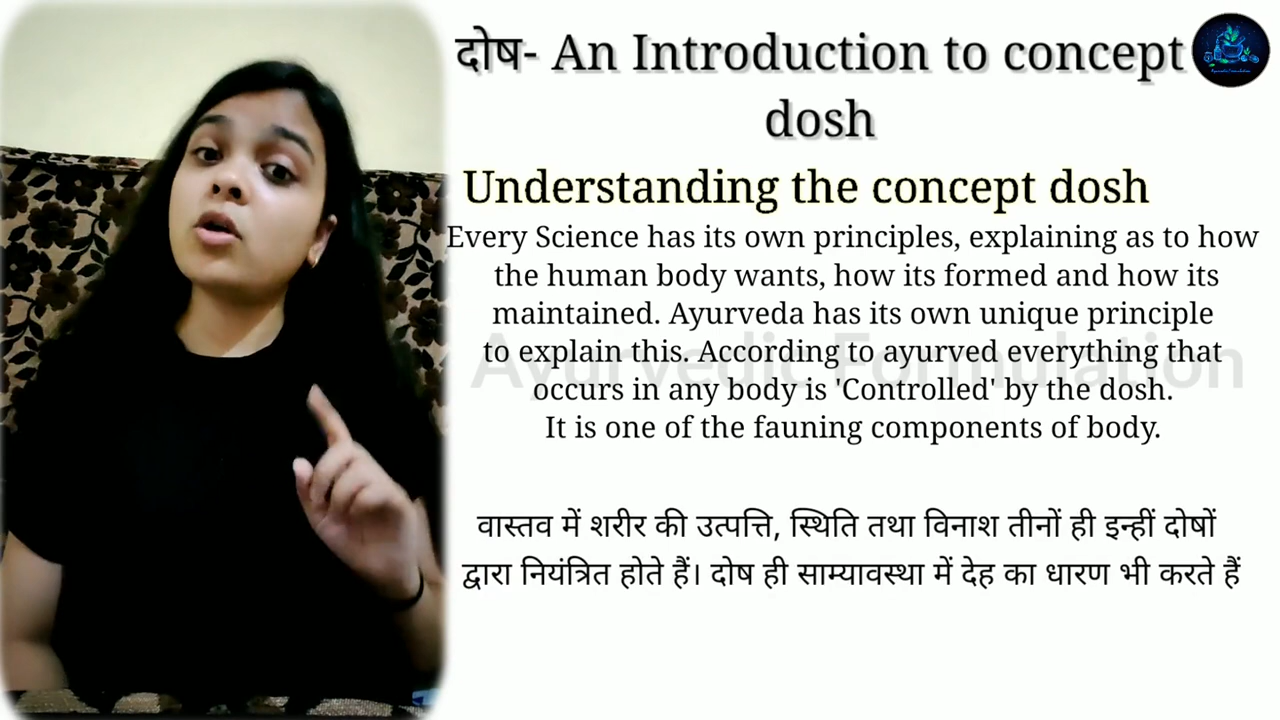 दोष- An Introduction to concept
dosh
Understanding the concept dosh
Every Science has its own principles, explaining as to how
the human body wants, how its formed and how its
maintained. Ayurveda has its own unique principle
to explain this. According to ayurved everything that
occurs in any body is 'Controlled' by the dosh.
It is one of the fauning components of body.
Ayurvedic Formulation
वास्तव में शरीर की उत्पत्ति, स्थिति तथा विनाश तीनों ही इन्हीं दोषों
द्वारा नियंत्रित होते हैं। दोष ही साम्यावस्था में देह का धारण भी करते हैं